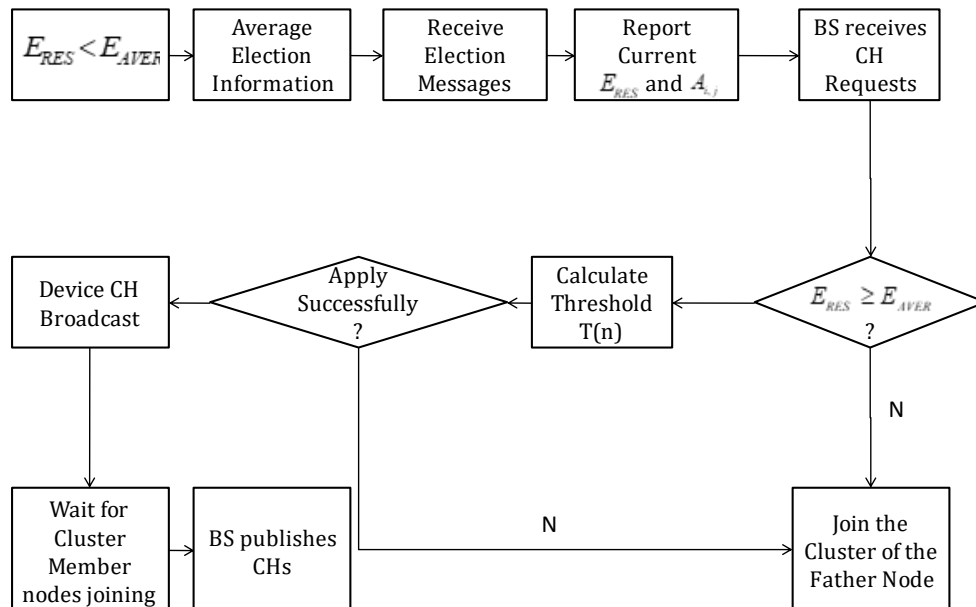 E_RES < E_AVER
Average
Election
Information
Receive
Election
Messages
Report
Current
E_RES and A_i,j
BS receives
CH
Requests
Device CH
Broadcast
Apply
Successfully
?
Calculate
Threshold
T(n)
E_RES ≥ E_AVER
?
N
Wait for
Cluster
Member
nodes joining
BS publishes
CHs
N
Join the
Cluster of the
Father Node